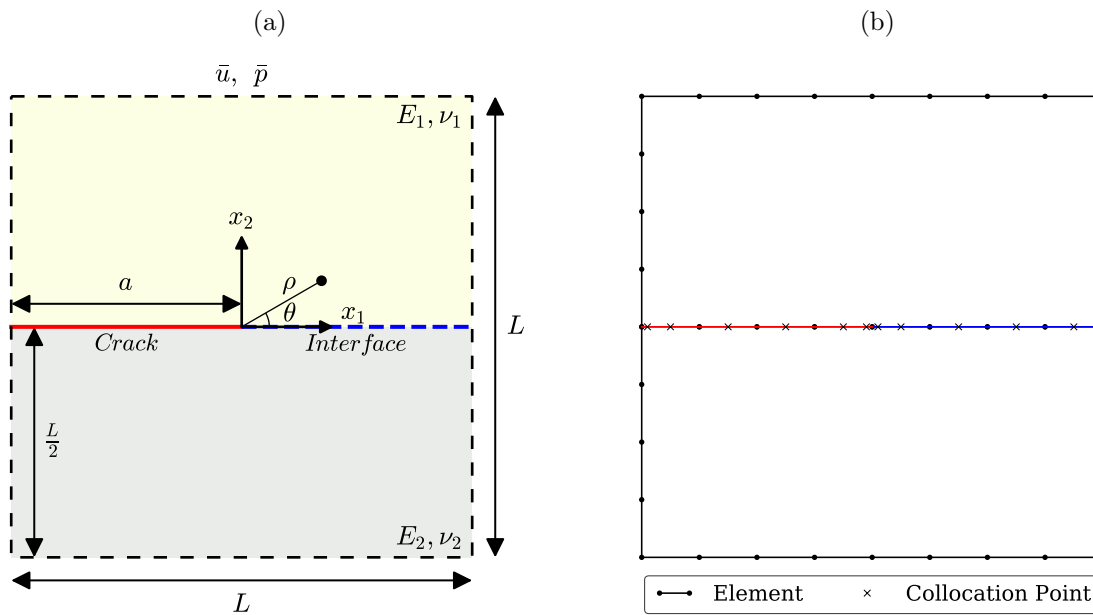 (a)
(b)
ū, p̄
E₁, ν₁
x₂
a
ρ
θ
x₁
L
Crack
Interface
L/2
E₂, ν₂
L
Element
Collocation Point